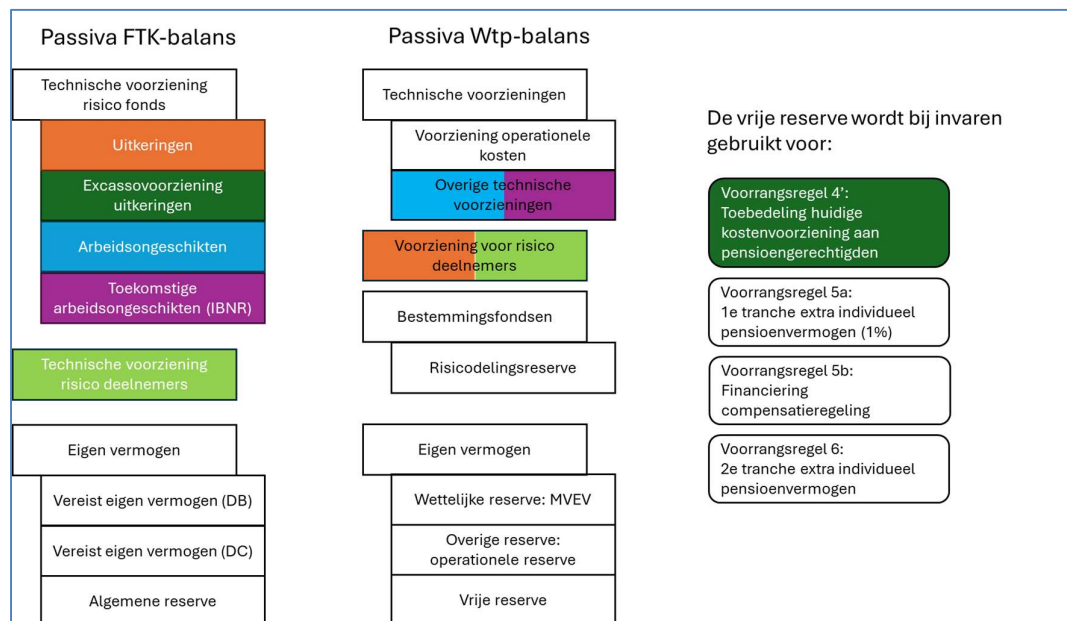 Passiva FTK-balans
Technische voorziening
risico fonds
Uitkeringen
Excassovoorziening
uitkeringen
Arbeidsongeschikten
Toekomstige
arbeidsongeschikten (IBNR)
Technische voorziening
risico deelnemers
Eigen vermogen
Vereist eigen vermogen (DB)
Vereist eigen vermogen (DC)
Algemene reserve
Passiva Wtp-balans
Technische voorzieningen
Voorziening operationele
kosten
Overige technische
voorzieningen
Voorziening voor risico
deelnemers
Bestemmingsfondsen
Risicodelingsreserve
Eigen vermogen
Wettelijke reserve: MVEV
Overige reserve:
operationele reserve
Vrije reserve
De vrije reserve wordt bij invaren
gebruikt voor:
Voorrangsregel 4’:
Toebedeling huidige
kostenvoorziening aan
pensioengerechtigden
Voorrangsregel 5a:
1e tranche extra individueel
pensioenvermogen (1%)
Voorrangsregel 5b:
Financiering
compensatieregeling
Voorrangsregel 6:
2e tranche extra individueel
pensioenvermogen